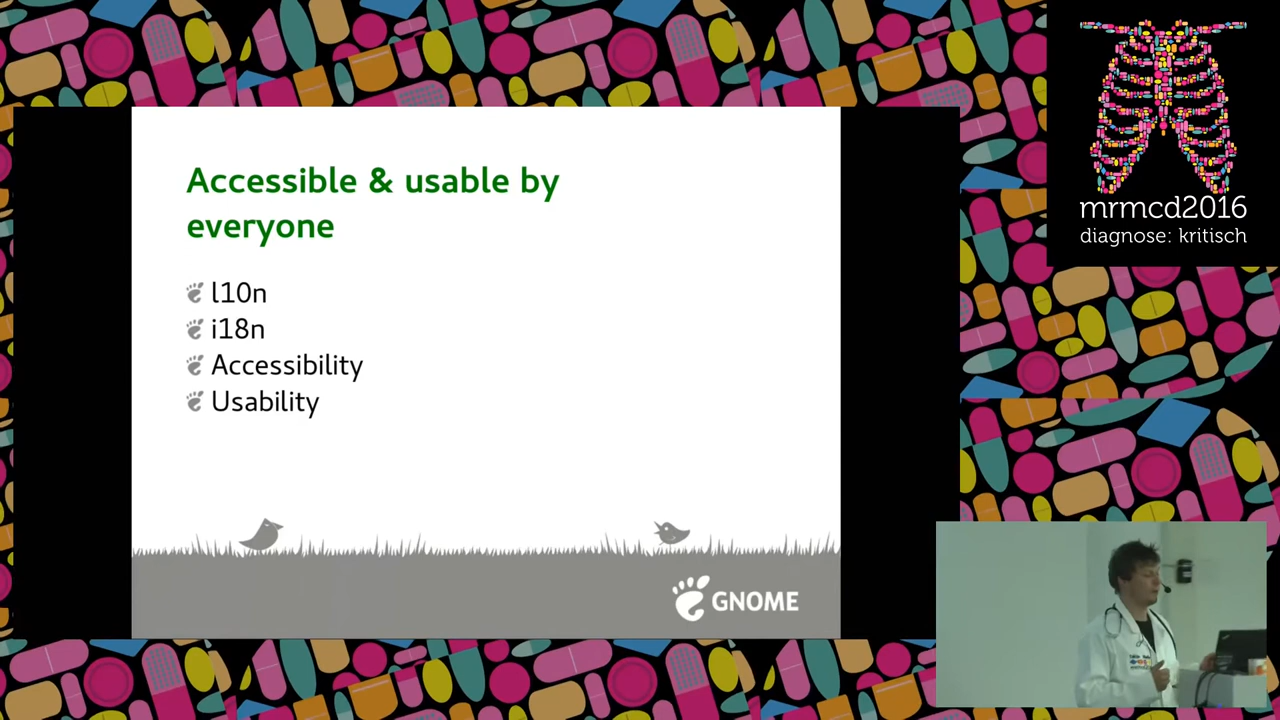 Accessible & usable by
everyone
l10n
i18n
Accessibility
Usability
GNOME
mrmcd2016
diagnose: kritisch